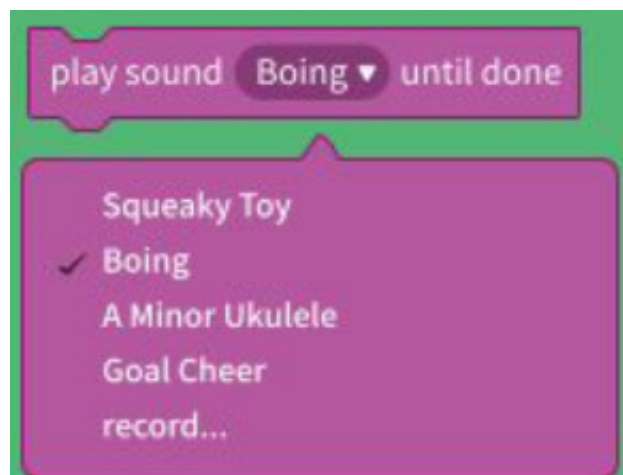 play sound Boing ▾ until done
Squeaky Toy
Boing
A Minor Ukulele
Goal Cheer
record...